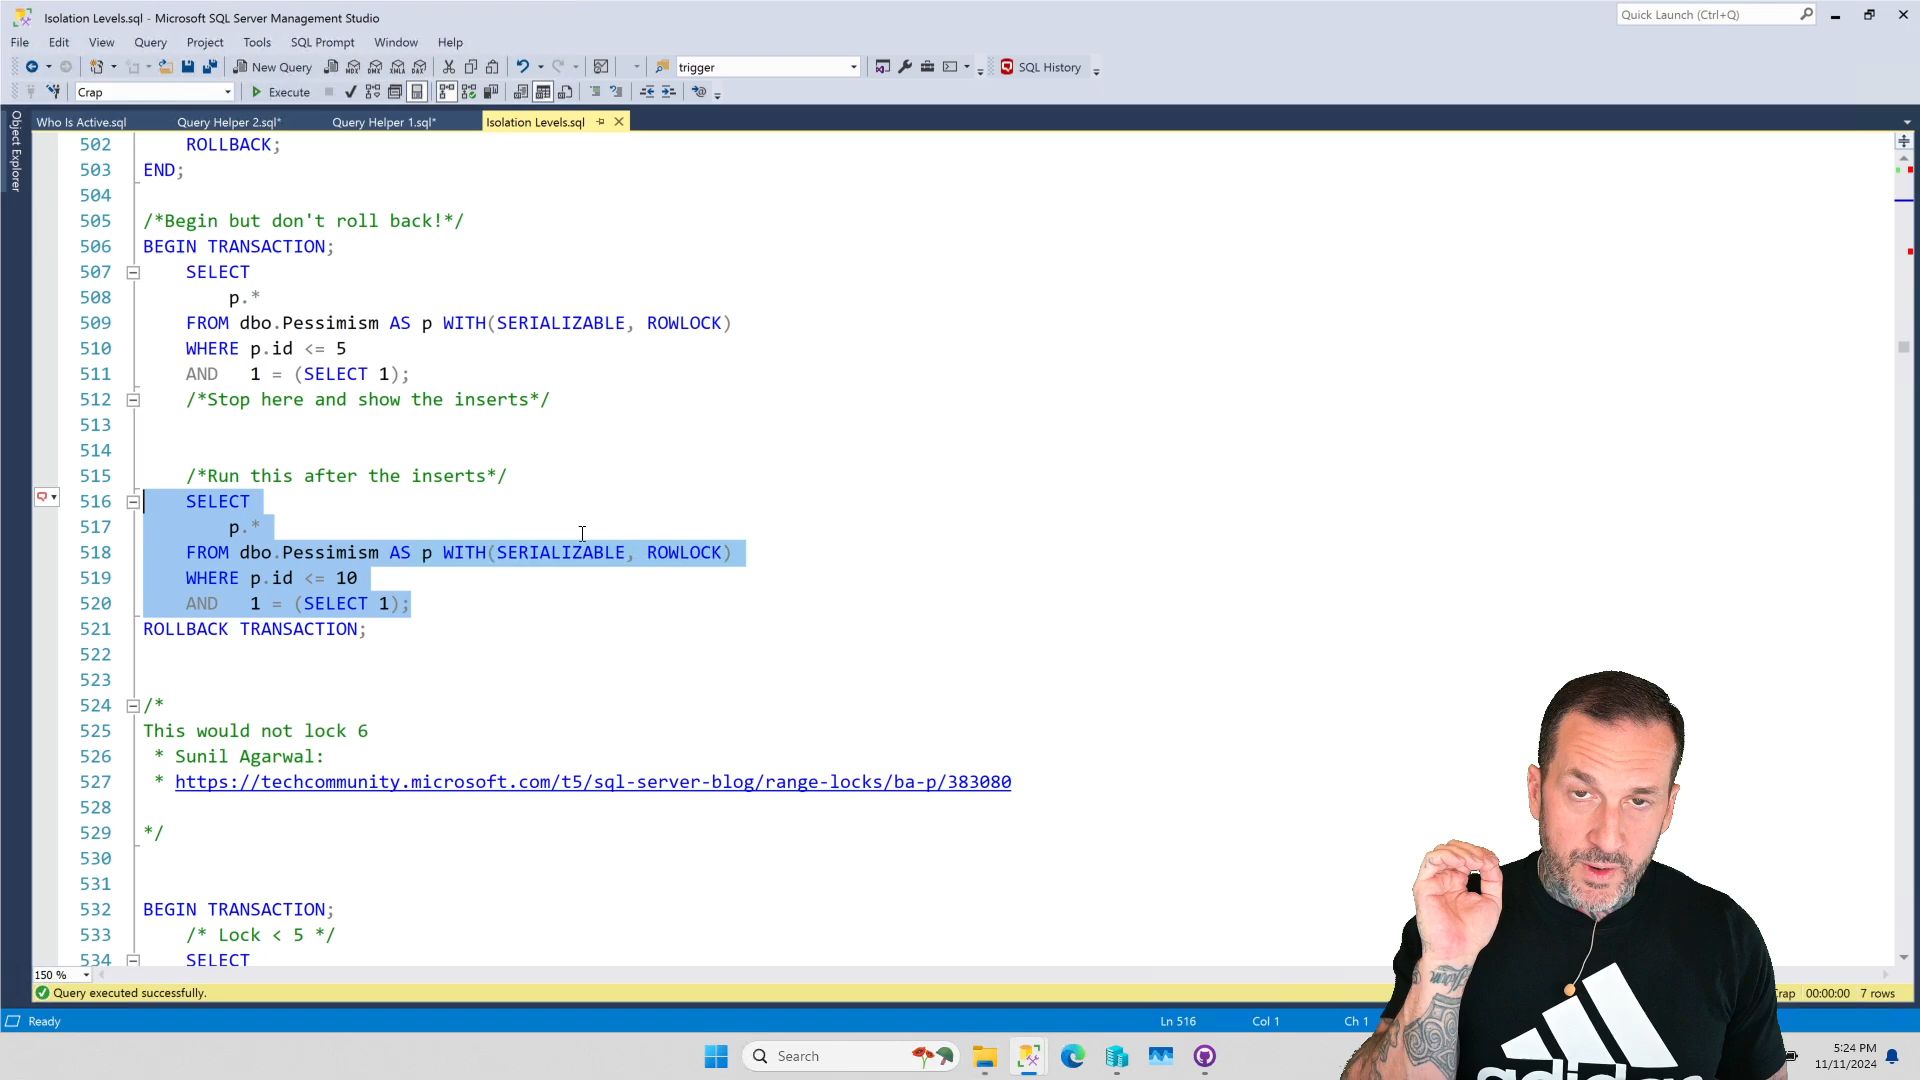 Isolation Levels.sql - Microsoft SQL Server Management Studio
Quick Launch (Ctrl+Q)
File Edit View Query Project Tools SQL Prompt Window Help
New Query
MDX DMX XMLA DAX
trigger
SQL History
Crap
Execute
Who Is Active.sql Query Helper 2.sql* Query Helper 1.sql* Isolation Levels.sql
Object Explorer
502 ROLLBACK;
503 END;
504
505 /*Begin but don't roll back!*/
506 BEGIN TRANSACTION;
507 SELECT
508 p.*
509 FROM dbo.Pessimism AS p WITH(SERIALIZABLE, ROWLOCK)
510 WHERE p.id <= 5
511 AND 1 = (SELECT 1);
512 /*Stop here and show the inserts*/
513
514
515 /*Run this after the inserts*/
516 SELECT
517 p.*
518 FROM dbo.Pessimism AS p WITH(SERIALIZABLE, ROWLOCK)
519 WHERE p.id <= 10
520 AND 1 = (SELECT 1);
521 ROLLBACK TRANSACTION;
522
523
524 /*
525 This would not lock 6
526 * Sunil Agarwal:
527 * https://techcommunity.microsoft.com/t5/sql-server-blog/range-locks/ba-p/383080
528
529 */
530
531
532 BEGIN TRANSACTION;
533 /* Lock < 5 */
534 SELECT
150 %
Query executed successfully. 00:00:00 7 rows
Ready Ln 516 Col 1 Ch 1
Search
5:24 PM
11/11/2024
adidas